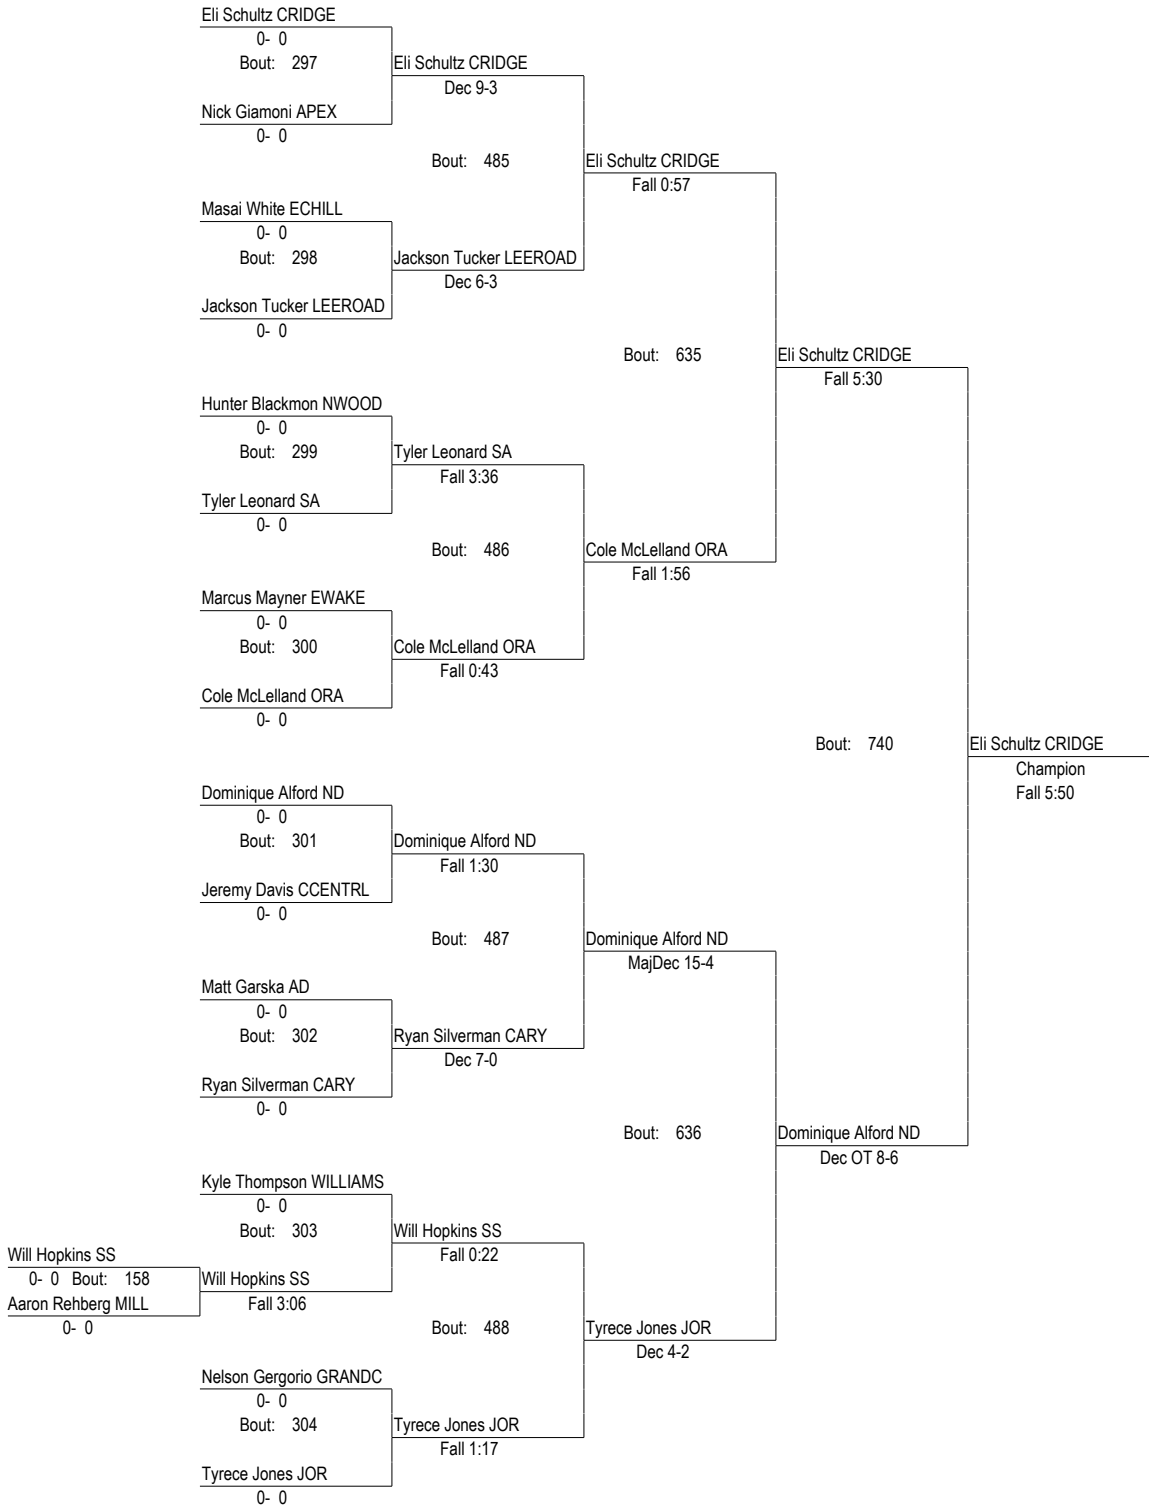 Eli Schultz CRIDGE
0- 0
Bout: 297
Eli Schultz CRIDGE
Dec 9-3
Nick Giamoni APEX
0- 0
Bout: 485
Eli Schultz CRIDGE
Fall 0:57
Masai White ECHILL
0- 0
Bout: 298
Jackson Tucker LEEROAD
Dec 6-3
Jackson Tucker LEEROAD
0- 0
Bout: 635
Eli Schultz CRIDGE
Fall 5:30
Hunter Blackmon NWOOD
0- 0
Bout: 299
Tyler Leonard SA
Fall 3:36
Tyler Leonard SA
0- 0
Bout: 486
Cole McLelland ORA
Fall 1:56
Marcus Mayner EWAKE
0- 0
Bout: 300
Cole McLelland ORA
Fall 0:43
Cole McLelland ORA
0- 0
Bout: 740
Eli Schultz CRIDGE
Champion
Fall 5:50
Dominique Alford ND
0- 0
Bout: 301
Dominique Alford ND
Fall 1:30
Jeremy Davis CCENTRL
0- 0
Bout: 487
Dominique Alford ND
MajDec 15-4
Matt Garska AD
0- 0
Bout: 302
Ryan Silverman CARY
Dec 7-0
Ryan Silverman CARY
0- 0
Bout: 636
Dominique Alford ND
Dec OT 8-6
Kyle Thompson WILLIAMS
0- 0
Bout: 303
Will Hopkins SS
Fall 0:22
Will Hopkins SS
0- 0 Bout: 158
Will Hopkins SS
Fall 3:06
Aaron Rehberg MILL
0- 0
Bout: 488
Tyrece Jones JOR
Dec 4-2
Nelson Gergorio GRANDC
0- 0
Bout: 304
Tyrece Jones JOR
Fall 1:17
Tyrece Jones JOR
0- 0